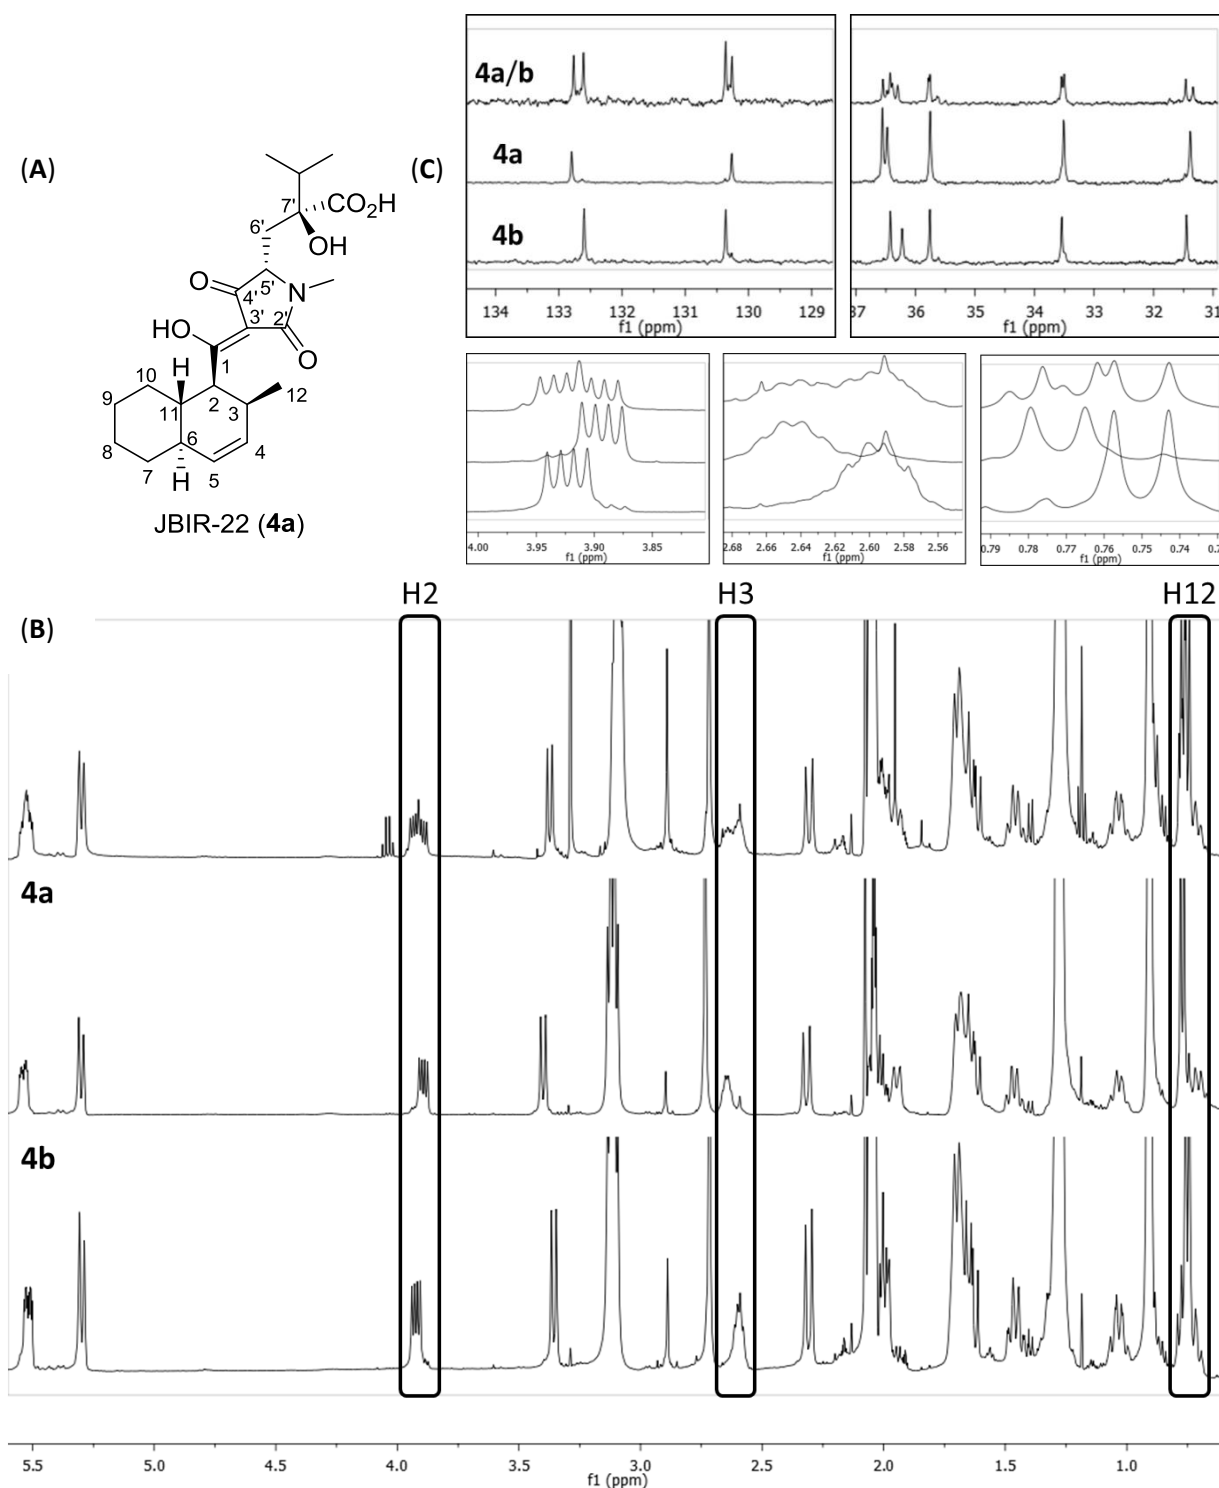 (A)
7'
CO₂H
6'
OH
O
5'
N
4'
3'
2'
HO
O
H
1
10
12
9
11
2
3
8
6
4
7
5
H
JBIR-22 (4a)
(C)
4a/b
4a
4b
134 133 132 131 130 129
f1 (ppm)
37 36 35 34 33 32 31
f1 (ppm)
4.00 3.95 3.90 3.85
f1 (ppm)
2.68 2.66 2.64 2.62 2.60 2.58 2.56
f1 (ppm)
0.79 0.78 0.77 0.76 0.75 0.74
f1 (ppm)
H2 H3 H12
(B)
4a
4b
5.5 5.0 4.5 4.0 3.5 3.0 2.5 2.0 1.5 1.0
f1 (ppm)